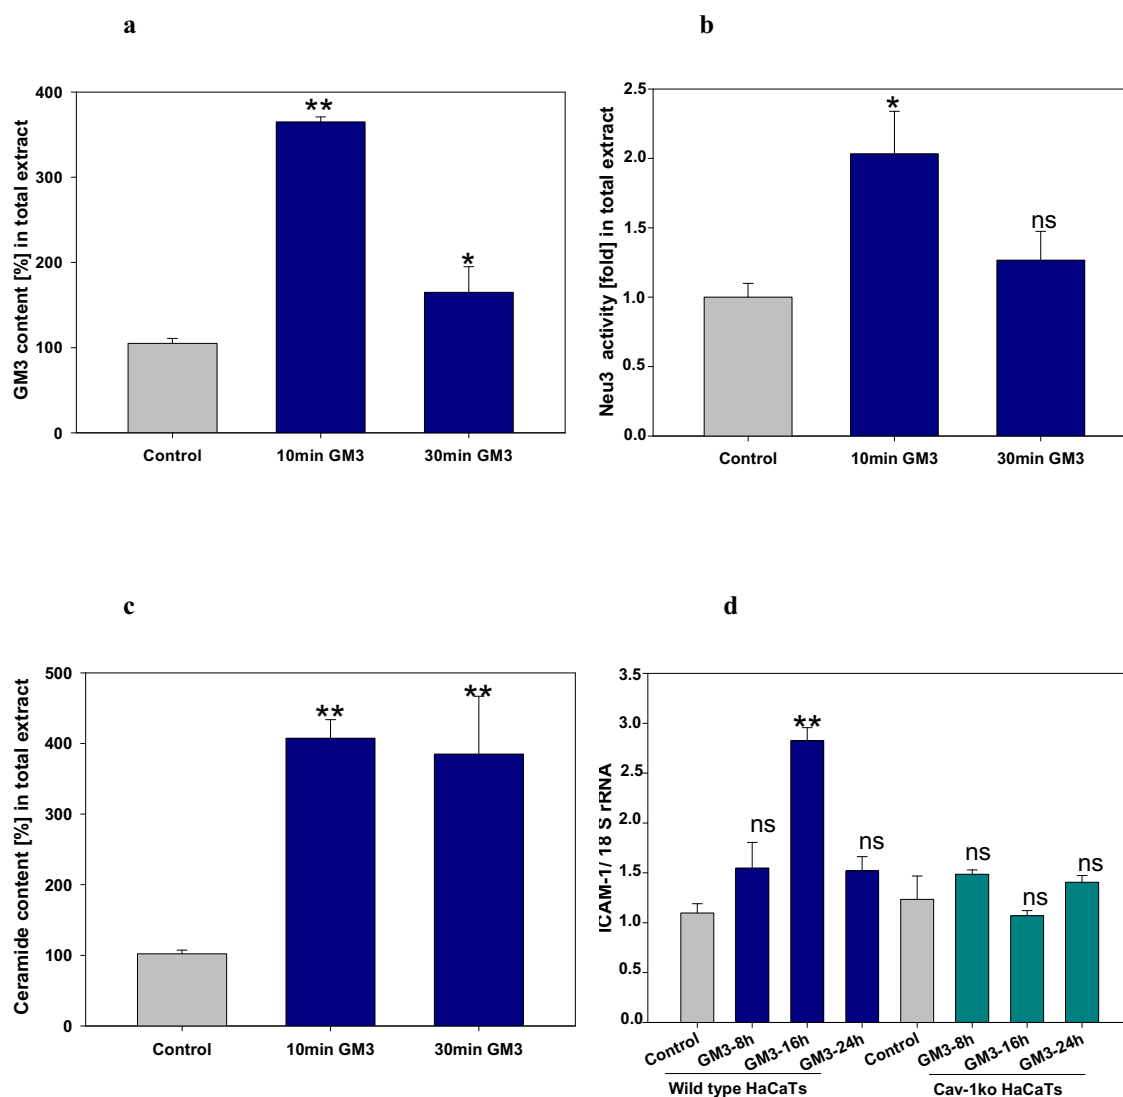 a
GM3 content [%] in total extract
400
300
200
100
0
**
*
Control
10min GM3
30min GM3
b
Neu3 activity [fold] in total extract
2.5
2.0
1.5
1.0
0.5
0.0
*
ns
Control
10min GM3
30min GM3
c
Ceramide content [%] in total extract
500
400
300
200
100
0
**
**
Control
10min GM3
30min GM3
d
ICAM-1/ 18 S rRNA
3.5
3.0
2.5
2.0
1.5
1.0
0.5
0.0
ns
**
ns
ns
ns
ns
Control
GM3-8h
GM3-16h
GM3-24h
Control
GM3-8h
GM3-16h
GM3-24h
Wild type HaCaTs
Cav-1ko HaCaTs